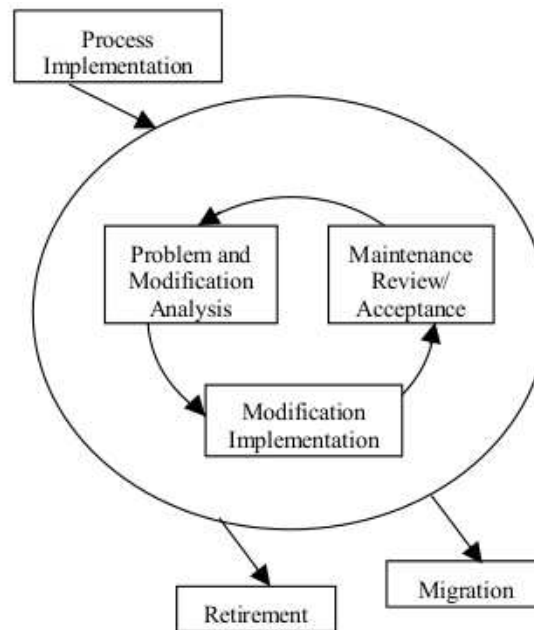 Process
Implementation
Problem and
Modification
Analysis
Maintenance
Review/
Acceptance
Modification
Implementation
Migration
Retirement